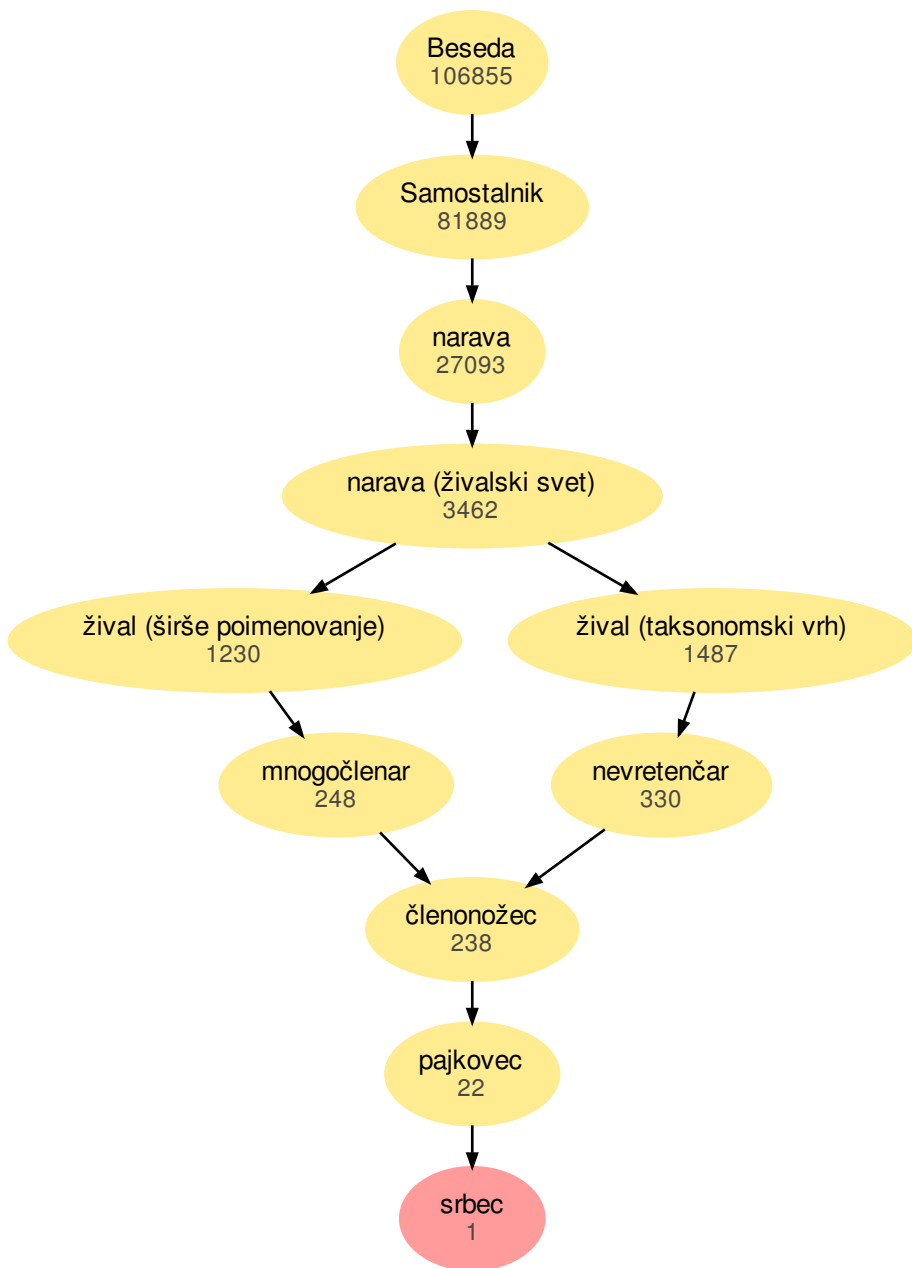 Beseda
106855
Samostalnik
81889
narava
27093
narava (živalski svet)
3462
žival (širše poimenovanje)
1230
žival (taksonomski vrh)
1487
mnogočlenar
248
nevretenčar
330
členonožec
238
pajkovec
22
srbec
1